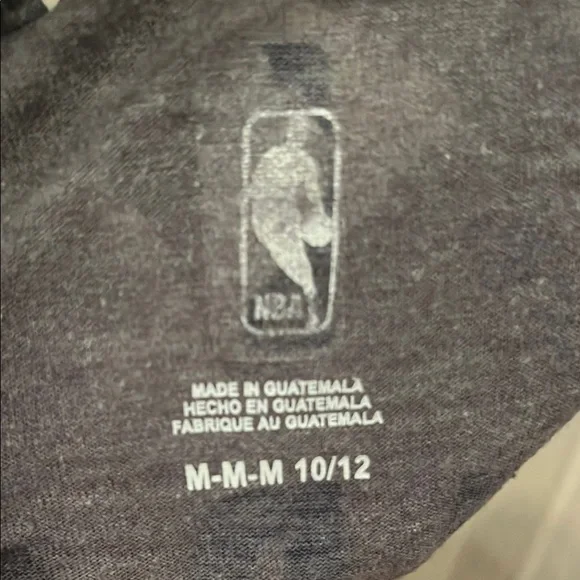 NBA
MADE IN GUATEMALA
HECHO EN GUATEMALA
FABRIQUE AU GUATEMALA
M-M-M 10/12